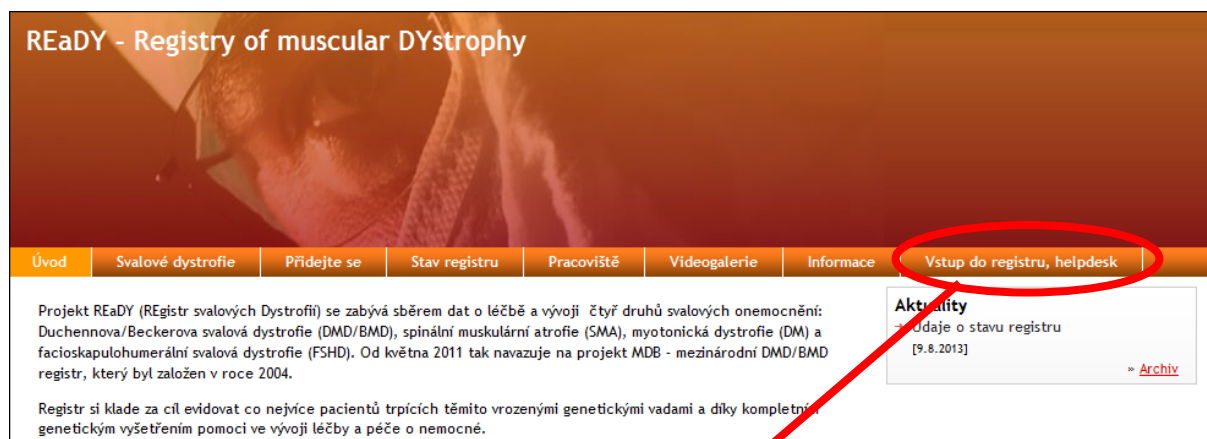 REaDY - Registry of muscular DYstrophy
Úvod
Svalové dystrofie
Přidejte se
Stav registru
Pracoviště
Videogalerie
Informace
Vstup do registru, helpdesk
Projekt REaDY (REgistr svalových Dystrofií) se zabývá sběrem dat o léčbě a vývoji čtyř druhů svalových onemocnění:
Duchennova/Beckerova svalová dystrofie (DMD/BMD), spinální muskulární atrofie (SMA), myotonická dystrofie (DM) a
facioskapulohumerální svalová dystrofie (FSHD). Od května 2011 tak navazuje na projekt MDB - mezinárodní DMD/BMD
registr, který byl založen v roce 2004.
Registr si klade za cíl evidovat co nejvíce pacientů trpících těmito vrozenými genetickými vadami a díky kompletním
genetickým vyšetřením pomoci ve vývoji léčby a péče o nemocné.
Aktuality
Údaje o stavu registru
[9.8.2013]
» Archiv